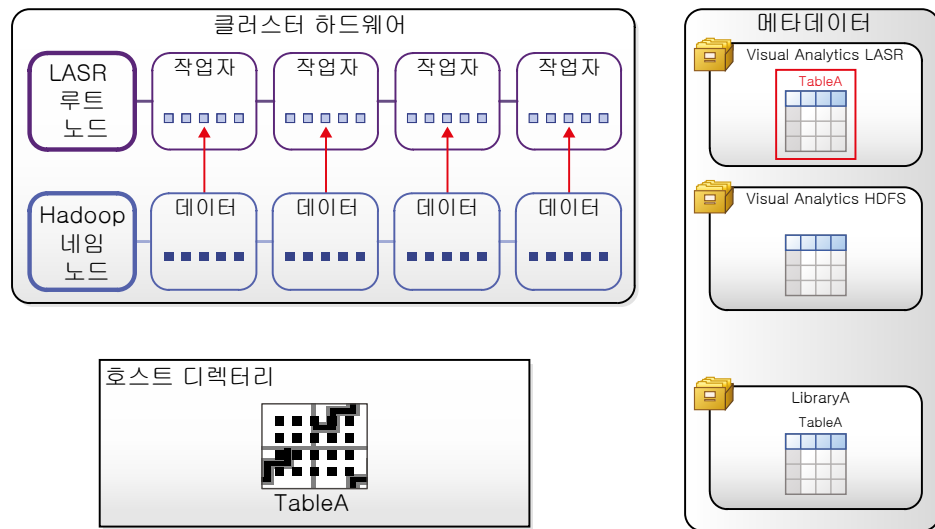 클러스터 하드웨어
LASR
루트
노드
작업자
작업자
작업자
작업자
Hadoop
네임
노드
데이터
데이터
데이터
데이터
호스트 디렉터리
TableA
메타데이터
Visual Analytics LASR
TableA
Visual Analytics HDFS
LibraryA
TableA